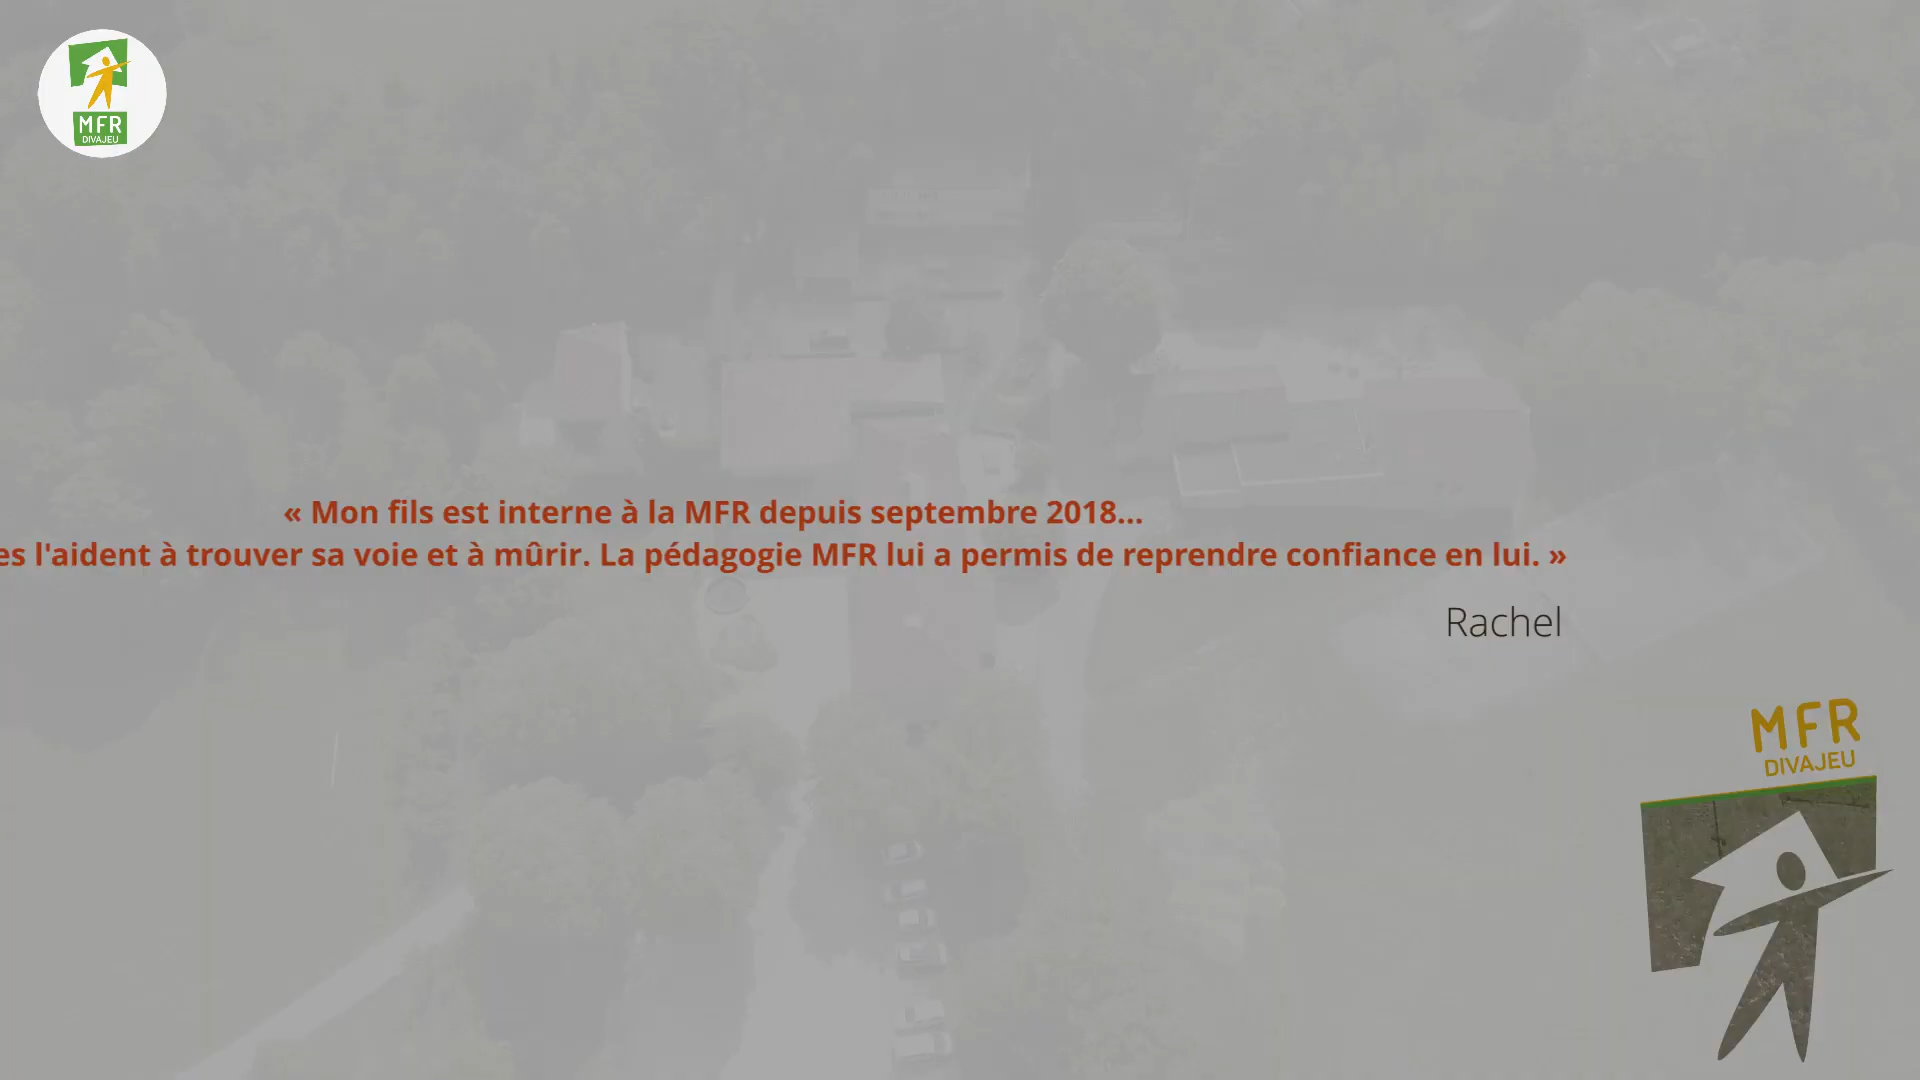 MFR
DIVAJEU
« Mon fils est interne à la MFR depuis septembre 2018...
l'aident à trouver sa voie et à mûrir. La pédagogie MFR lui a permis de reprendre confiance en lui. »
Rachel
MFR
DIVAJEU